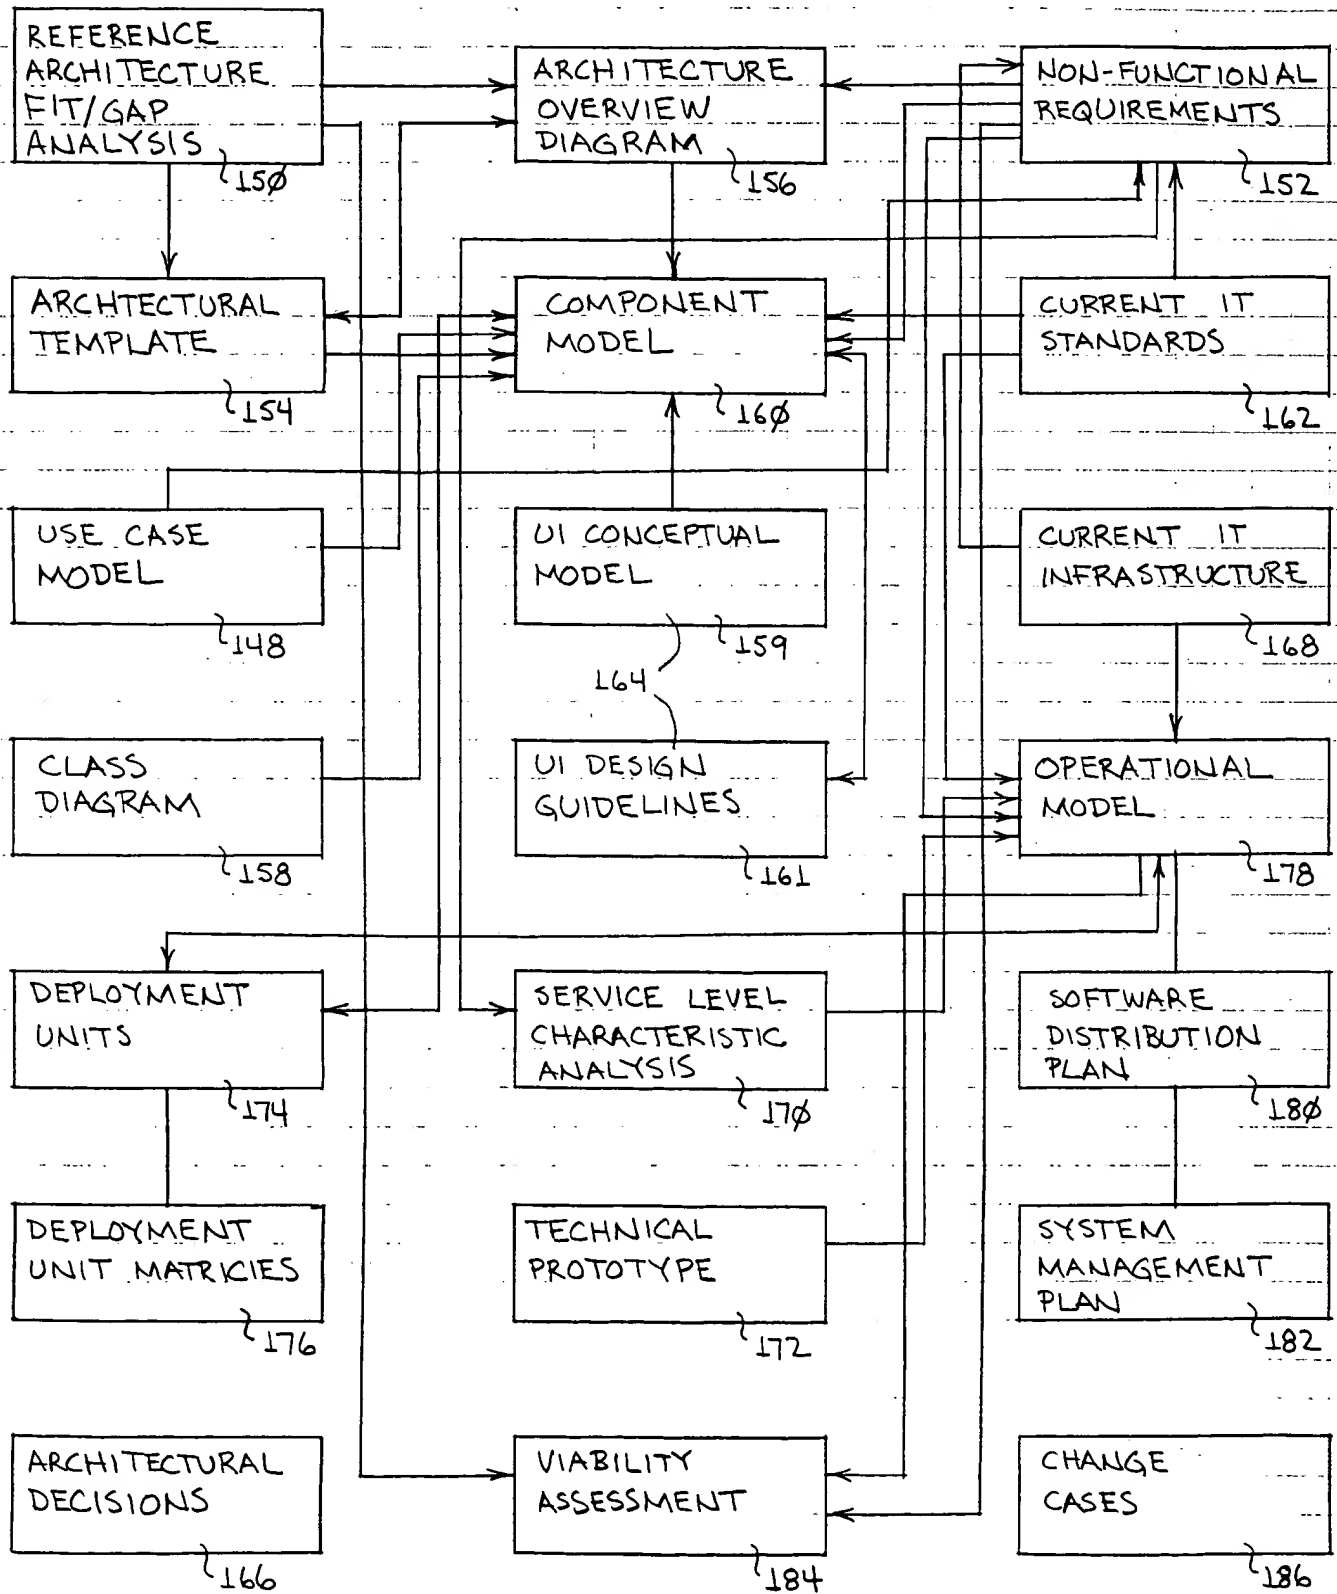 REFERENCE
ARCHITECTURE
FIT/GAP
ANALYSIS
150
ARCHITECTURE
OVERVIEW
DIAGRAM
156
NON-FUNCTIONAL
REQUIREMENTS
152
ARCHTECTURAL
TEMPLATE
154
COMPONENT
MODEL
160
CURRENT IT
STANDARDS
162
USE CASE
MODEL
148
UI CONCEPTUAL
MODEL
159
CURRENT IT
INFRASTRUCTURE
168
164
CLASS
DIAGRAM
158
UI DESIGN
GUIDELINES
161
OPERATIONAL
MODEL
178
DEPLOYMENT
UNITS
174
SERVICE LEVEL
CHARACTERISTIC
ANALYSIS
170
SOFTWARE
DISTRIBUTION
PLAN
180
DEPLOYMENT
UNIT MATRICIES
176
TECHNICAL
PROTOTYPE
172
SYSTEM
MANAGEMENT
PLAN
182
ARCHITECTURAL
DECISIONS
166
VIABILITY
ASSESSMENT
184
CHANGE
CASES
186